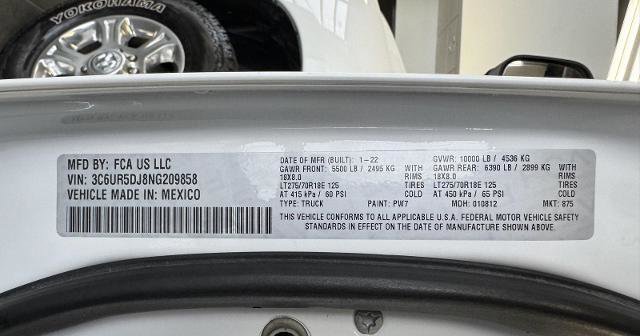 YOKOHAMA
MFD BY: FCA US LLC
VIN: 3C6UR5DJ8NG209858
VEHICLE MADE IN: MEXICO
DATE OF MFR (BUILT): 1-22 GVWR: 10000 LB / 4536 KG
GAWR FRONT: 5500 LB / 2495 KG WITH GAWR REAR: 6390 LB / 2899 KG WITH
18X8.0 RIMS 18X8.0 RIMS
LT275/70R18E 125 TIRES LT275/70R18E 125 TIRES
AT 415 kPa / 60 PSI COLD AT 450 kPa / 65 PSI COLD
TYPE: TRUCK PAINT: PW7 MDH: 010812 MKT: 875
THIS VEHICLE CONFORMS TO ALL APPLICABLE U.S.A. FEDERAL MOTOR VEHICLE SAFETY
STANDARDS IN EFFECT ON THE DATE OF MANUFACTURE SHOWN ABOVE.